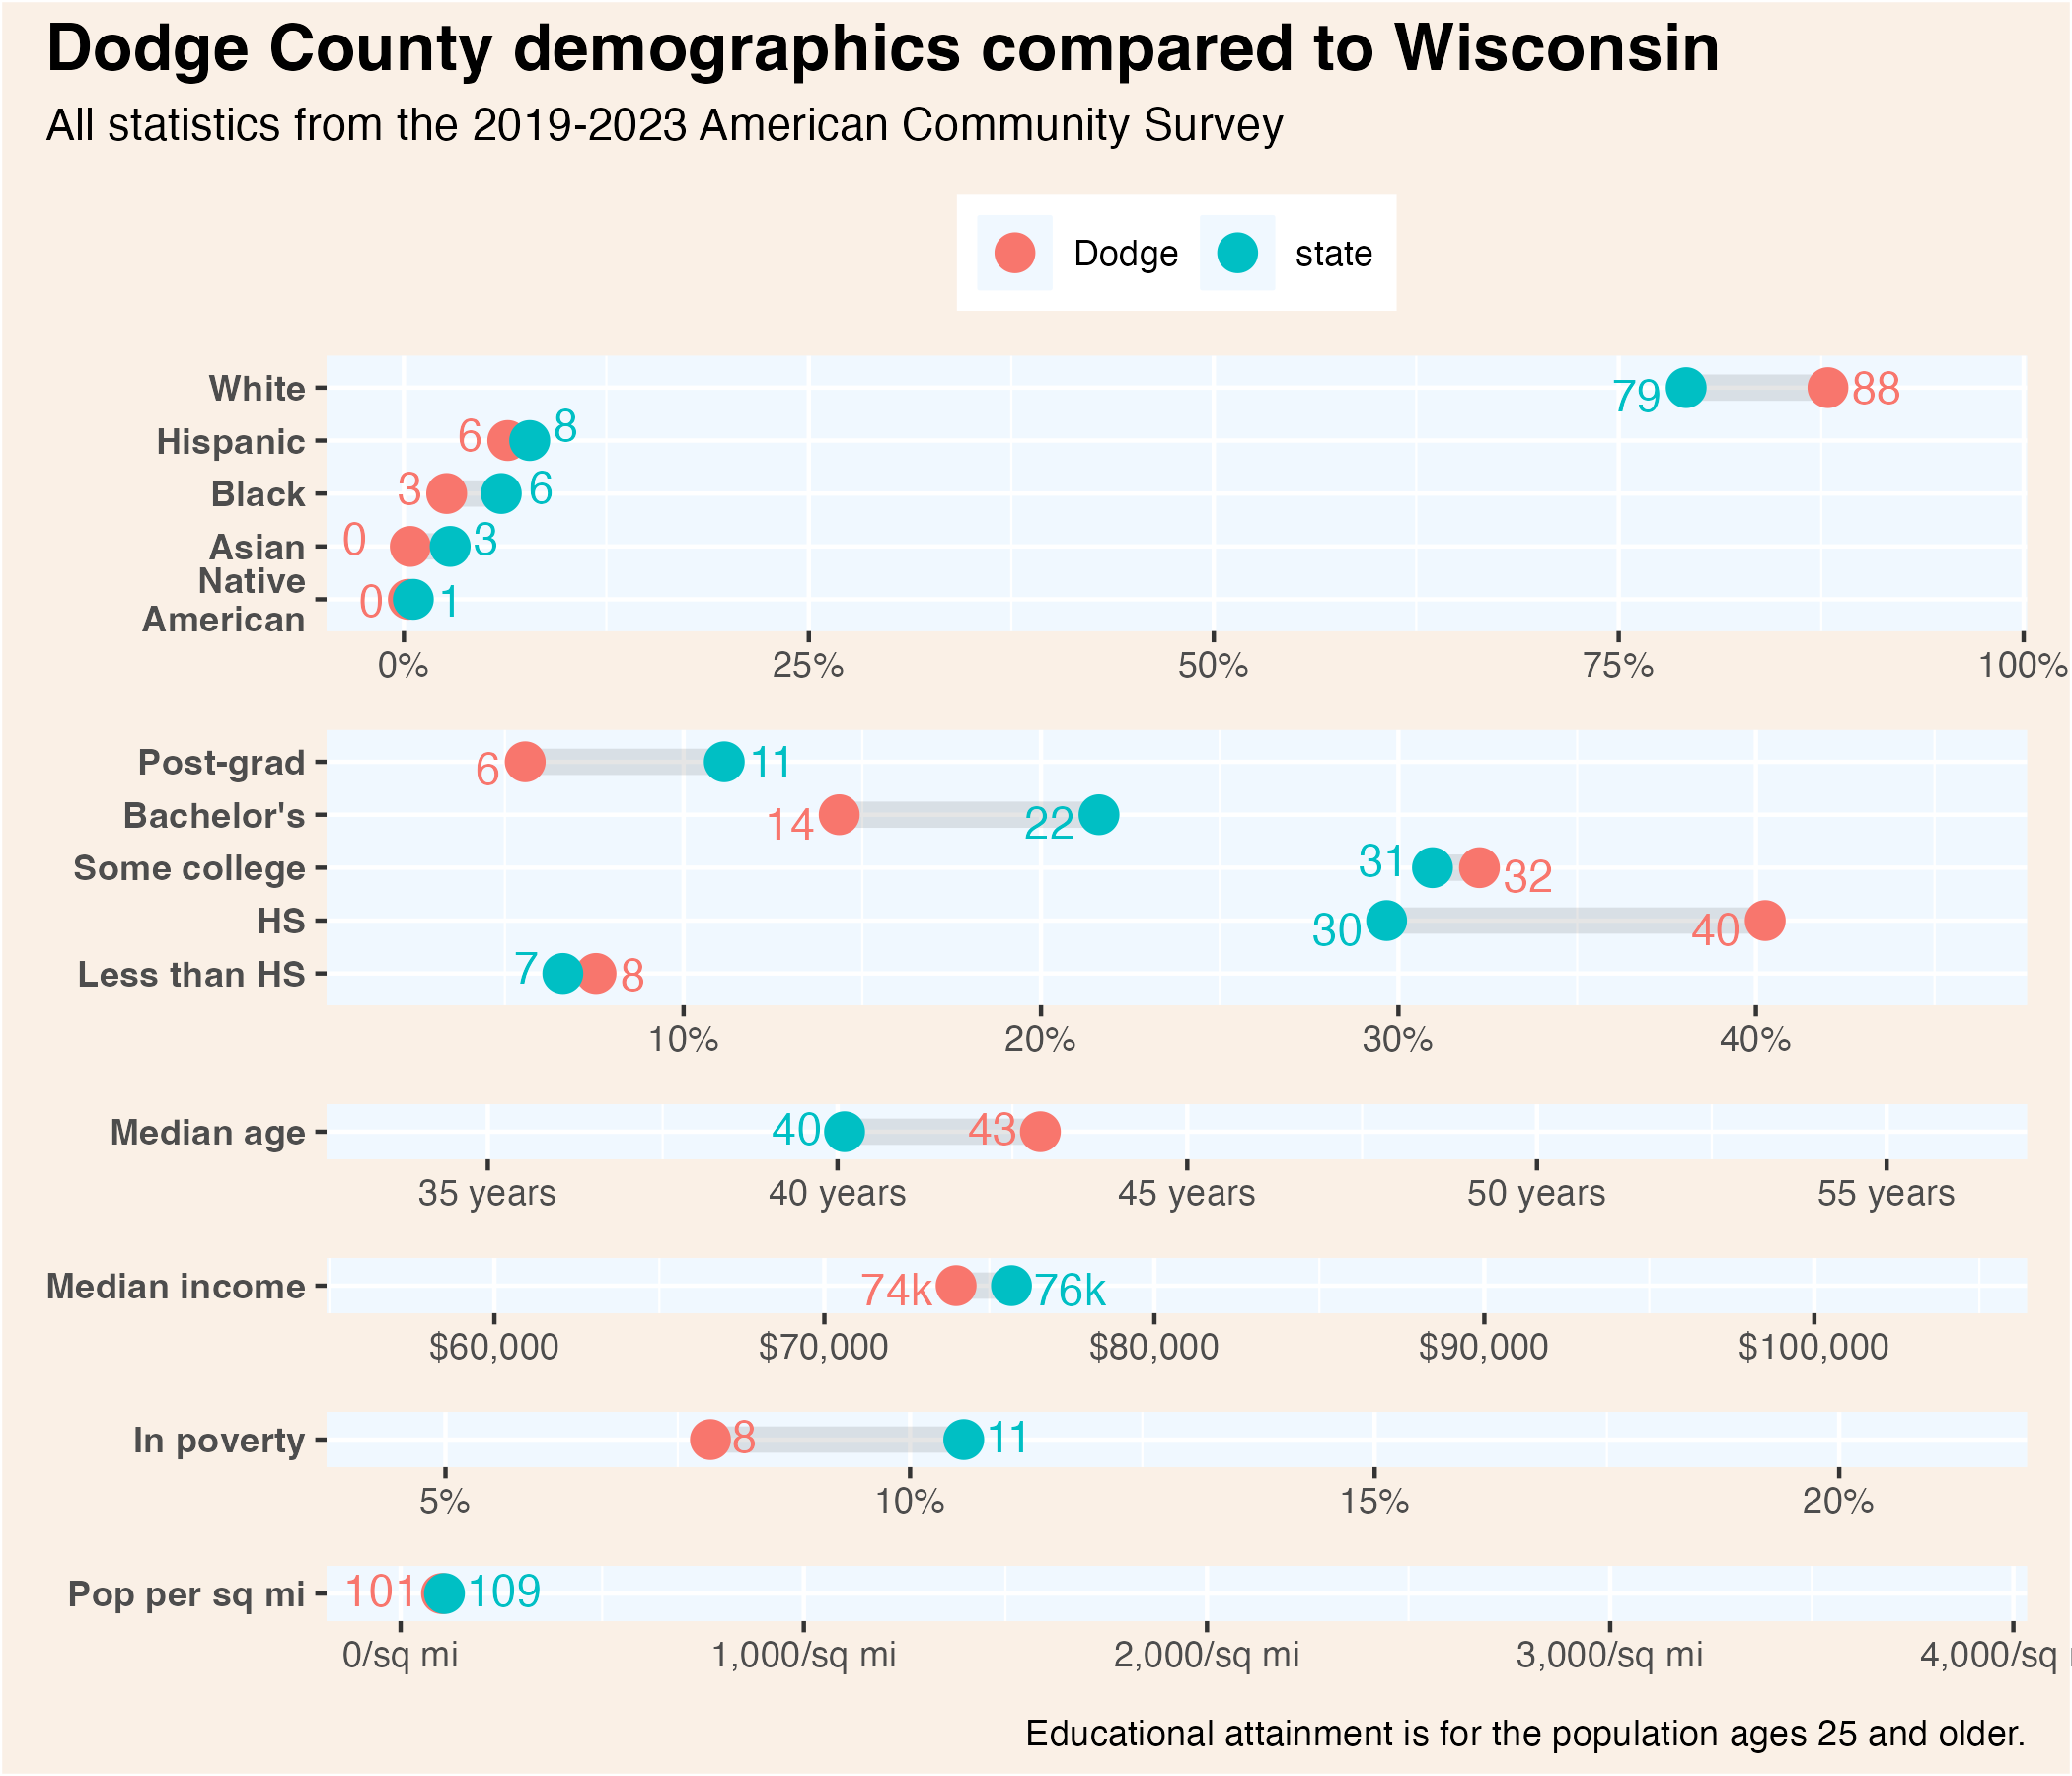 Dodge County demographics compared to Wisconsin
All statistics from the 2019-2023 American Community Survey
Dodge state
White 79 88
Hispanic 6 8
Black 3 6
Asian 0 3
Native
American 0 1
0% 25% 50% 75% 100%
Post-grad 6 11
Bachelor's 14 22
Some college 31 32
HS 30 40
Less than HS 7 8
10% 20% 30% 40%
Median age 40 43
35 years 40 years 45 years 50 years 55 years
Median income 74k 76k
$60,000 $70,000 $80,000 $90,000 $100,000
In poverty 8 11
5% 10% 15% 20%
Pop per sq mi 101 109
0/sq mi 1,000/sq mi 2,000/sq mi 3,000/sq mi 4,000/sq
Educational attainment is for the population ages 25 and older.